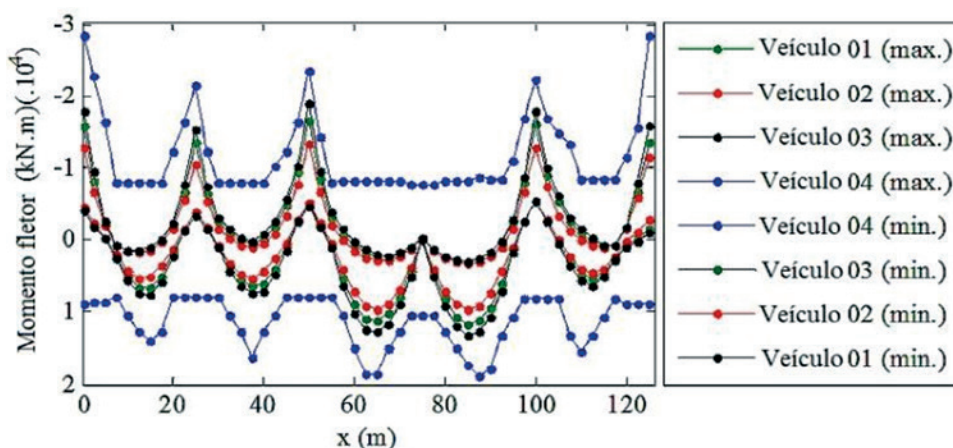 Momento fletor (kN.m)(.10⁴)
-3
-2
-1
0
1
2
0 20 40 60 80 100 120
x (m)
Veículo 01 (max.)
Veículo 02 (max.)
Veículo 03 (max.)
Veículo 04 (max.)
Veículo 04 (min.)
Veículo 03 (min.)
Veículo 02 (min.)
Veículo 01 (min.)